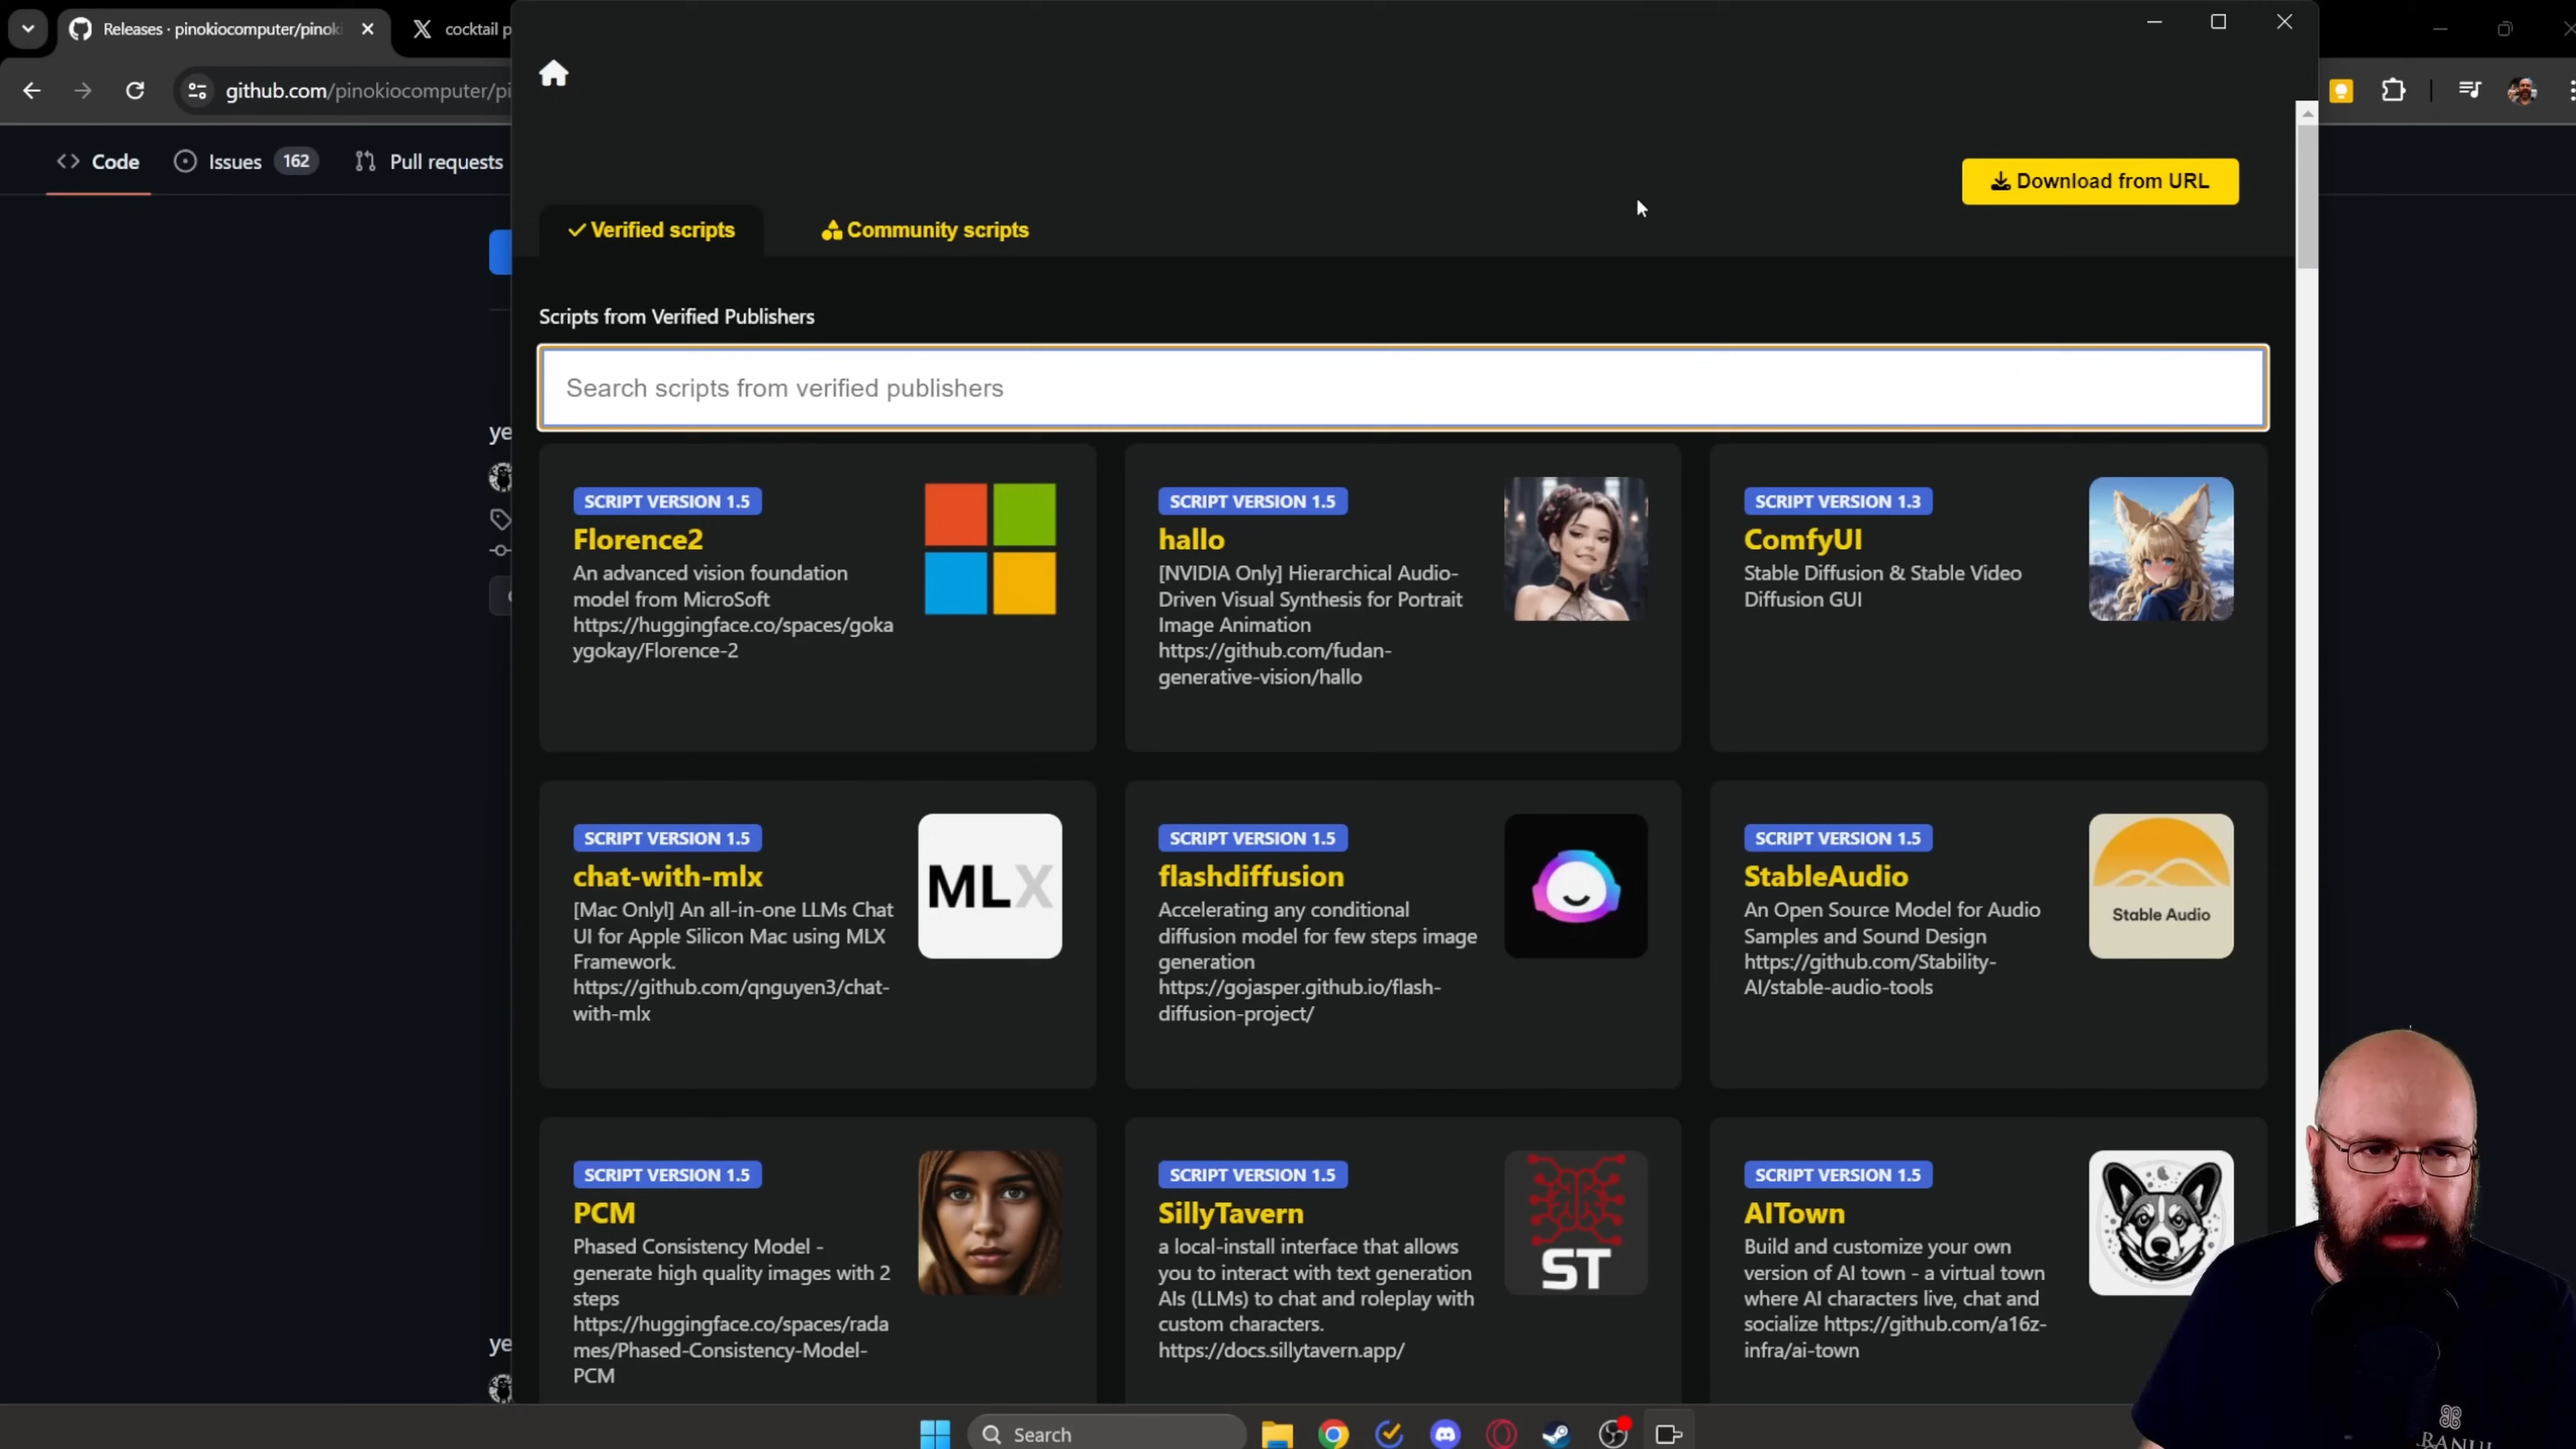 Releases · pinokiocomputer/pinoki
cocktail p
github.com/pinokiocomputer/pi
Code
Issues 162
Pull requests
Download from URL
Verified scripts
Community scripts
Scripts from Verified Publishers
Search scripts from verified publishers
SCRIPT VERSION 1.5
Florence2
An advanced vision foundation
model from MicroSoft
https://huggingface.co/spaces/goka
ygokay/Florence-2
SCRIPT VERSION 1.5
hallo
[NVIDIA Only] Hierarchical Audio-
Driven Visual Synthesis for Portrait
Image Animation
https://github.com/fudan-
generative-vision/hallo
SCRIPT VERSION 1.3
ComfyUI
Stable Diffusion & Stable Video
Diffusion GUI
SCRIPT VERSION 1.5
chat-with-mlx
[Mac Onlyl] An all-in-one LLMs Chat
UI for Apple Silicon Mac using MLX
Framework.
https://github.com/qnguyen3/chat-
with-mlx
MLX
SCRIPT VERSION 1.5
flashdiffusion
Accelerating any conditional
diffusion model for few steps image
generation
https://gojasper.github.io/flash-
diffusion-project/
SCRIPT VERSION 1.5
StableAudio
An Open Source Model for Audio
Samples and Sound Design
https://github.com/Stability-
AI/stable-audio-tools
Stable Audio
SCRIPT VERSION 1.5
PCM
Phased Consistency Model -
generate high quality images with 2
steps
https://huggingface.co/spaces/rada
mes/Phased-Consistency-Model-
PCM
SCRIPT VERSION 1.5
SillyTavern
a local-install interface that allows
you to interact with text generation
AIs (LLMs) to chat and roleplay with
custom characters.
https://docs.sillytavern.app/
ST
SCRIPT VERSION 1.5
AITown
Build and customize your own
version of AI town - a virtual town
where AI characters live, chat and
socialize https://github.com/a16z-
infra/ai-town
ye
ye
Search